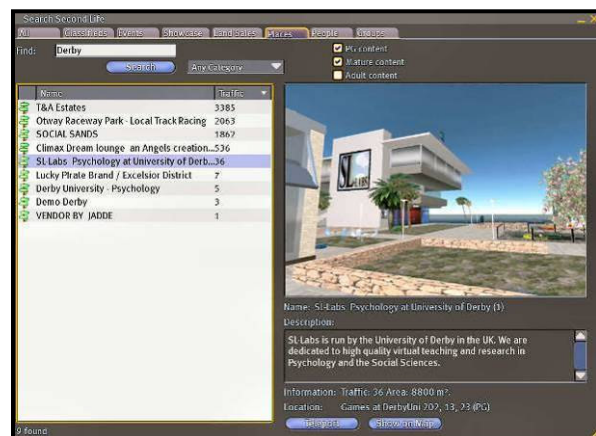 Search Second Life
All Classifieds Events Showcase Land Sales Places People Groups
Find: Derby
Search Any Category
PG content
Mature content
Adult content
Name Traffic
T&A Estates 3385
Otway Raceway Park - Local Track Racing 2063
SOCIAL SANDS 1862
Climax Dream lounge an Angels creation...536
SL-Labs Psychology at University of Derb...36
Lucky PIrate Brand / Excelsior District 7
Derby University - Psychology 5
Demo Derby 3
VENDOR BY JADDE 1
SL-LABS
Name: SL-Labs Psychology at University of Derby (1)
Description:
SL-Labs is run by the University of Derby in the UK. We are
dedicated to high quality virtual teaching and research in
Psychology and the Social Sciences.
Information: Traffic: 36 Area: 8800 m².
Location: Games at DerbyUni 202, 13, 23 (PG)
Teleport Show on Map
9 found